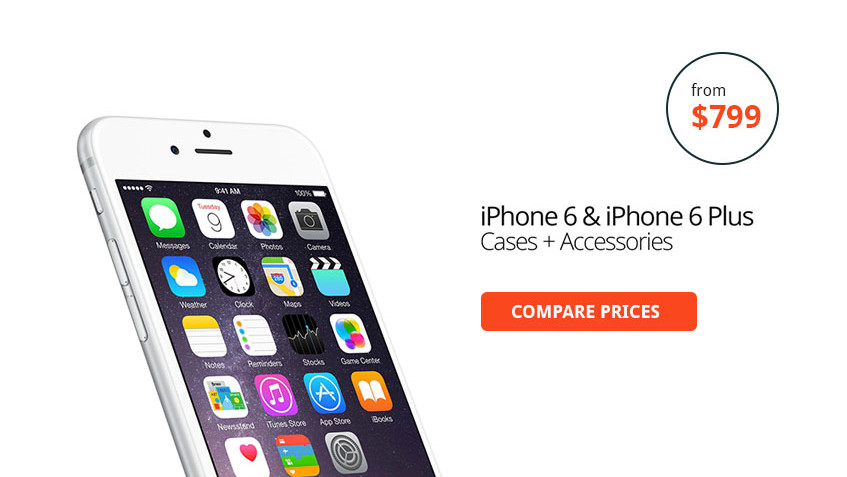 from
$799
iPhone 6 & iPhone 6 Plus
Cases + Accessories
COMPARE PRICES
9:41 AM
100%
Tuesday
9
Messages
Calendar
Photos
Camera
Weather
Clock
Maps
Videos
Notes
Reminders
Stocks
Game Center
Newsstand
iTunes Store
App Store
iBooks